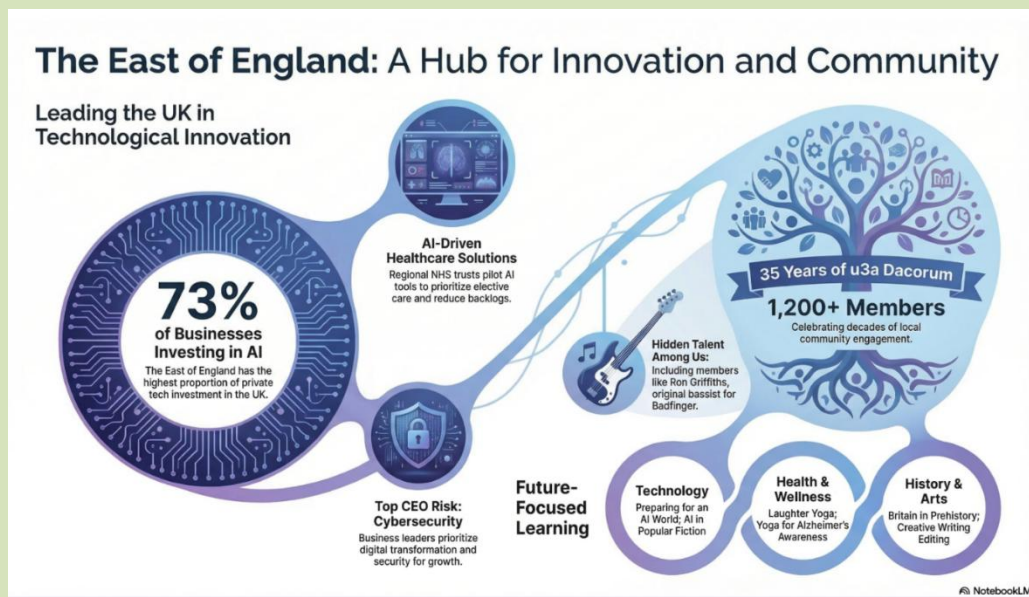 The East of England: A Hub for Innovation and Community
Leading the UK in
Technological Innovation
73%
of Businesses
Investing in AI
The East of England has the
highest proportion of private
tech investment in the UK.
AI-Driven
Healthcare Solutions
Regional NHS trusts pilot AI
tools to prioritize elective
care and reduce backlogs.
Top CEO Risk:
Cybersecurity
Business leaders prioritize
digital transformation and
security for growth.
Hidden Talent
Among Us:
Including members
like Ron Griffiths,
original bassist for
Badfinger.
35 Years of u3a Dacorum
1,200+ Members
Celebrating decades of local
community engagement.
Future-
Focused
Learning
Technology
Preparing for an
AI World; AI in
Popular Fiction
Health &
Wellness
Laughter Yoga;
Yoga for Alzheimer's
Awareness
History &
Arts
Britain in Prehistory;
Creative Writing
Editing
NotebookLM